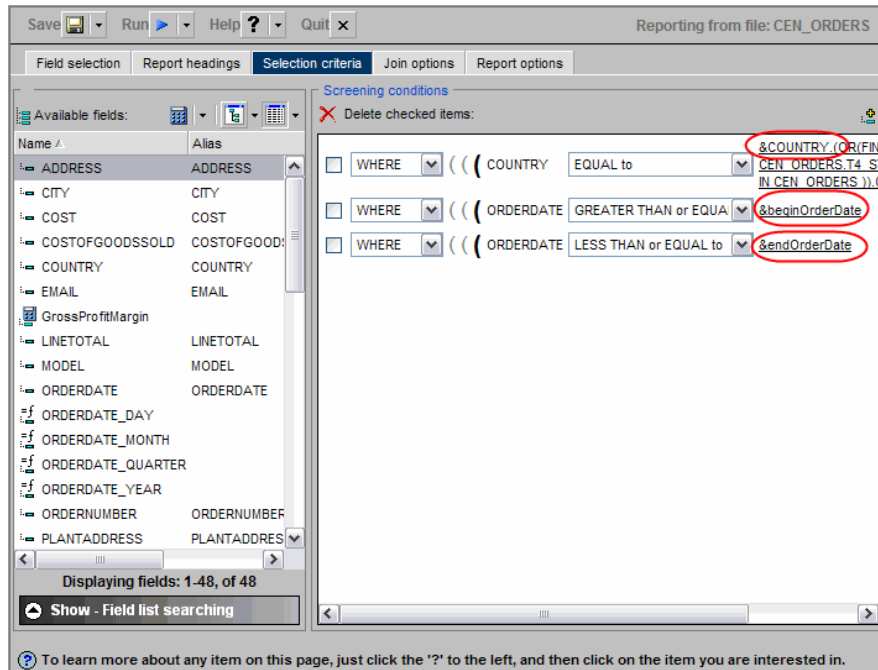 Save Run Help ? Quit x Reporting from file: CEN_ORDERS
Field selection Report headings Selection criteria Join options Report options
Screening conditions
Available fields: Delete checked items:
Name Alias
ADDRESS ADDRESS
CITY CITY
COST COST
COSTOFGOODSSOLD COSTOFGOOD
COUNTRY COUNTRY
EMAIL EMAIL
GrossProfitMargin
LINETOTAL LINETOTAL
MODEL MODEL
ORDERDATE ORDERDATE
ORDERDATE_DAY
ORDERDATE_MONTH
ORDERDATE_QUARTER
ORDERDATE_YEAR
ORDERNUMBER ORDERNUMBER
PLANTADDRESS PLANTADDRES
WHERE ( ( ( COUNTRY EQUAL to
&COUNTRY.(OR(FIN
CEN_ORDERS.T4_S
IN CEN_ORDERS )).
WHERE ( ( ( ORDERDATE GREATER THAN or EQUA &beginOrderDate
WHERE ( ( ( ORDERDATE LESS THAN or EQUAL to &endOrderDate
Displaying fields: 1-48, of 48
Show - Field list searching
? To learn more about any item on this page, just click the '?' to the left, and then click on the item you are interested in.